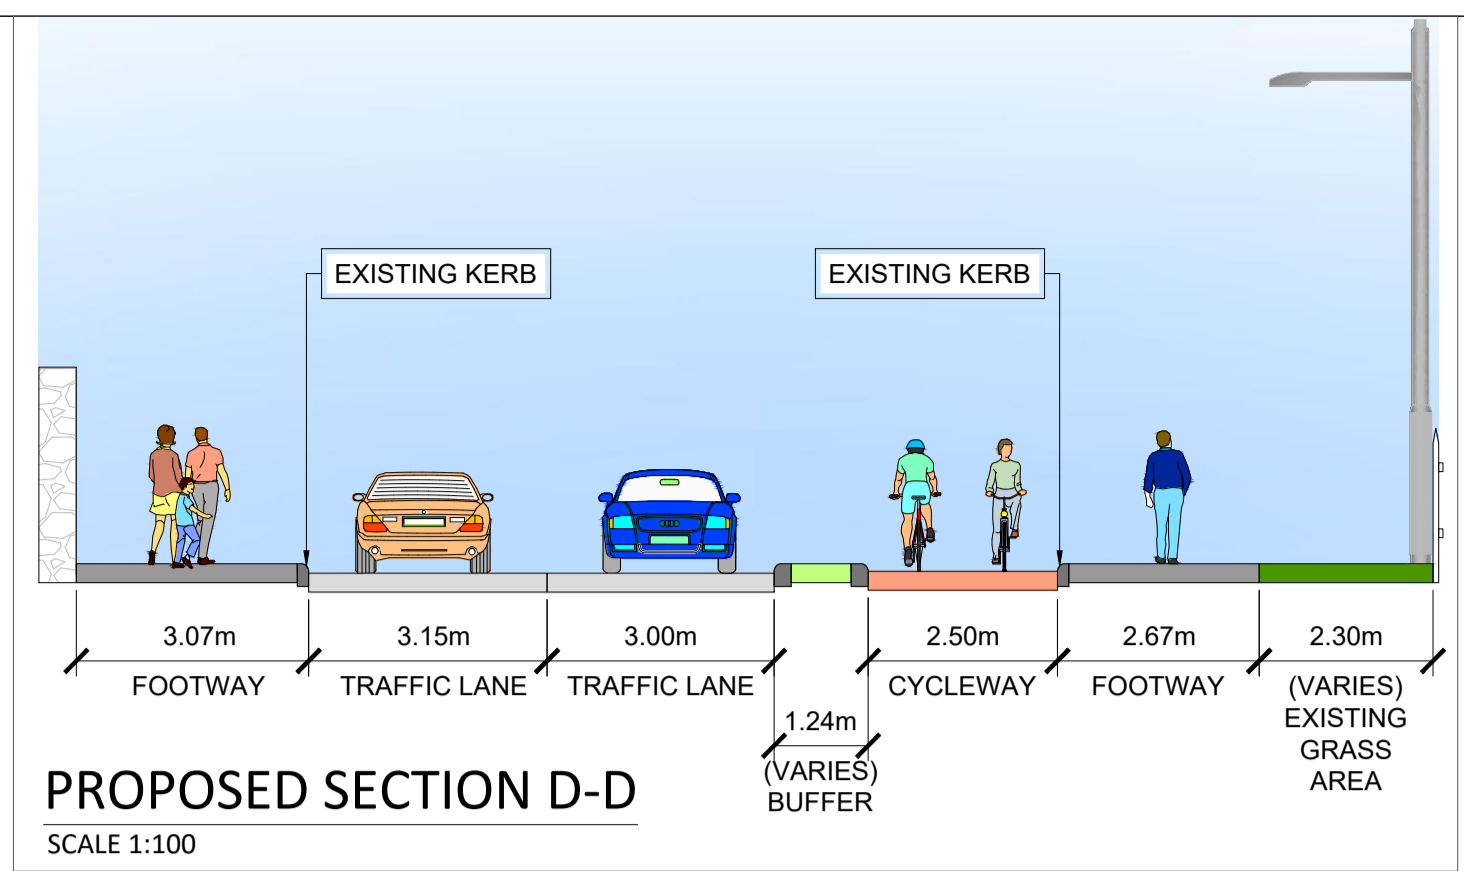 EXISTING KERB
EXISTING KERB
3.07m
3.15m
3.00m
2.50m
2.67m
2.30m
FOOTWAY
TRAFFIC LANE
TRAFFIC LANE
CYCLEWAY
FOOTWAY
(VARIES)
EXISTING
GRASS
AREA
1.24m
(VARIES)
BUFFER
PROPOSED SECTION D-D
SCALE 1:100